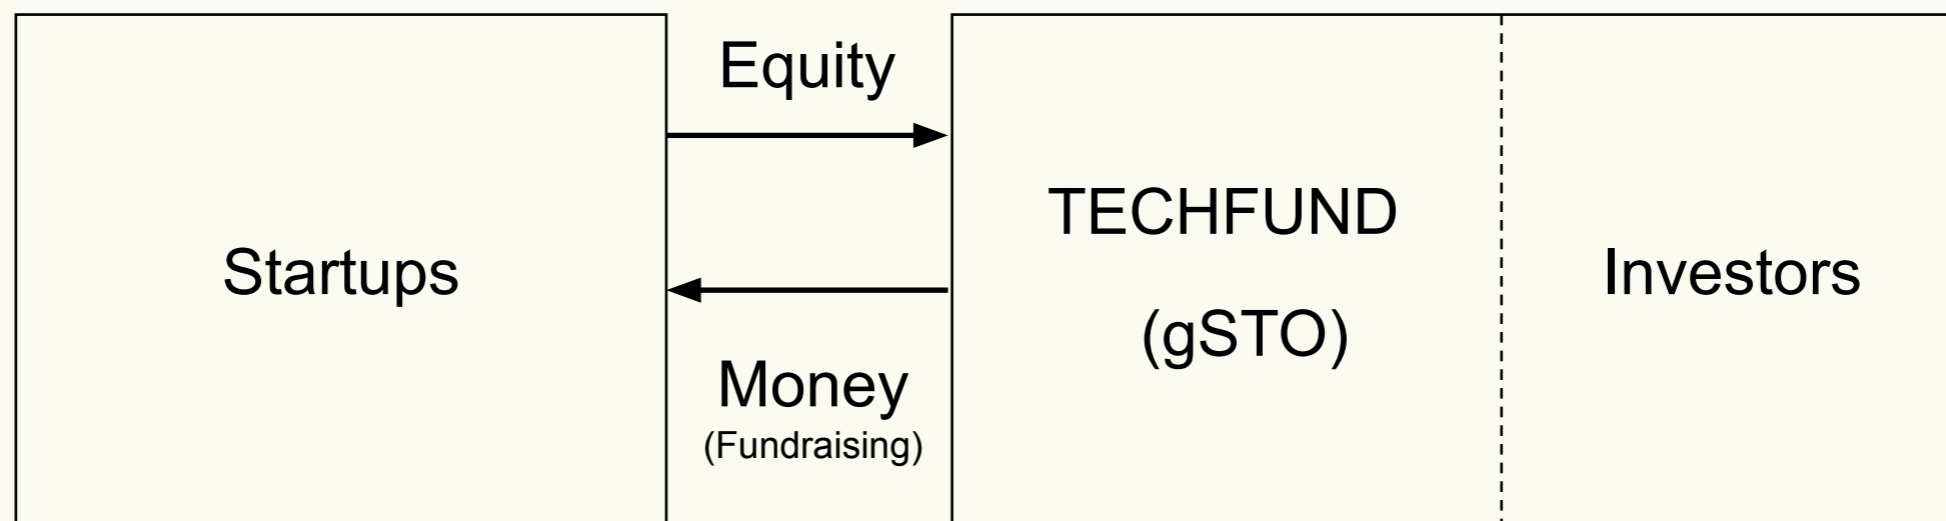 Startups
Equity
Money
(Fundraising)
TECHFUND
(gSTO)
Investors